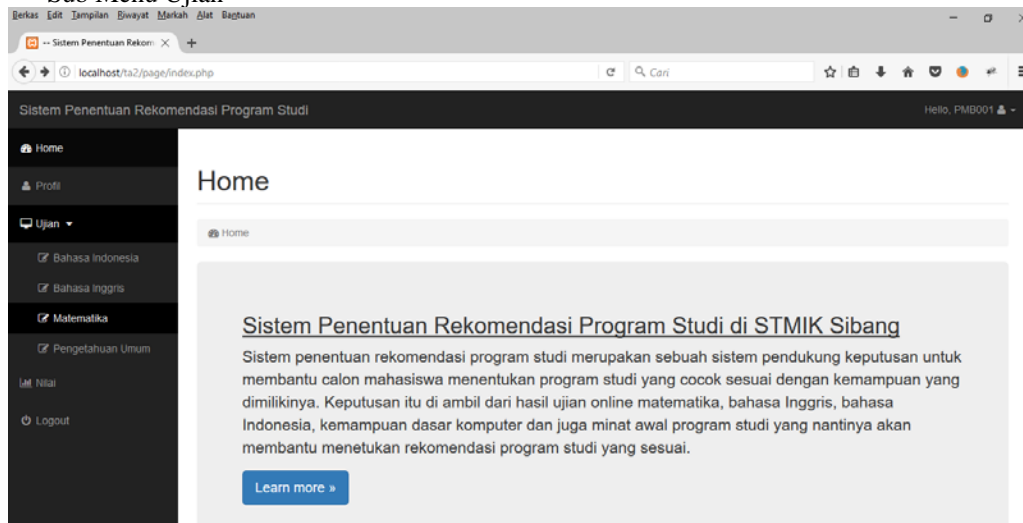 Sub Menu Ujian
Berkas Edit Tampilan Riwayat Markah Alat Bantuan
-- Sistem Penentuan Rekom
localhost/ta2/page/index.php
Cari
Sistem Penentuan Rekomendasi Program Studi
Hello, PMB001
Home
Profil
Ujian
Bahasa Indonesia
Bahasa Inggris
Matematika
Pengetahuan Umum
Nilai
Logout
Home
Home
Sistem Penentuan Rekomendasi Program Studi di STMIK Sibang
Sistem penentuan rekomendasi program studi merupakan sebuah sistem pendukung keputusan untuk
membantu calon mahasiswa menentukan program studi yang cocok sesuai dengan kemampuan yang
dimilikinya. Keputusan itu di ambil dari hasil ujian online matematika, bahasa Inggris, bahasa
Indonesia, kemampuan dasar komputer dan juga minat awal program studi yang nantinya akan
membantu menetukan rekomendasi program studi yang sesuai.
Learn more »